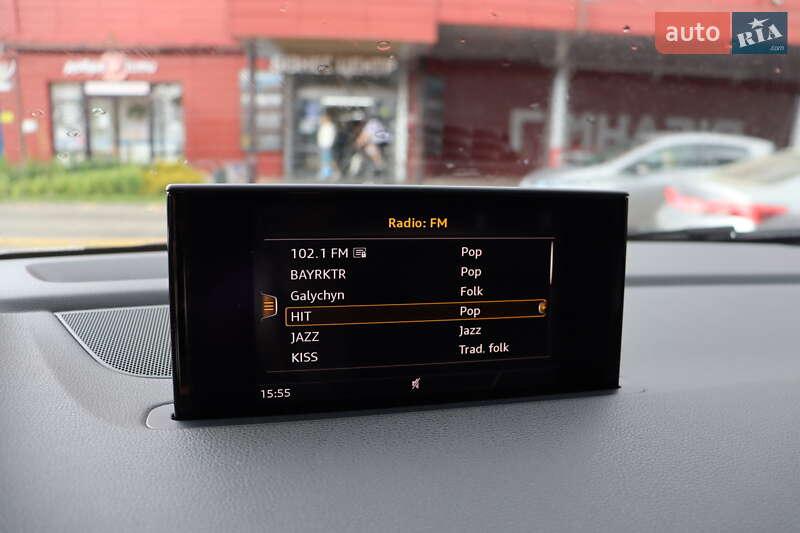 auto RIA.com
Radio: FM
102.1 FM Pop
BAYRKTR Pop
Galychyn Folk
HIT Pop
JAZZ Jazz
KISS Trad. folk
15:55